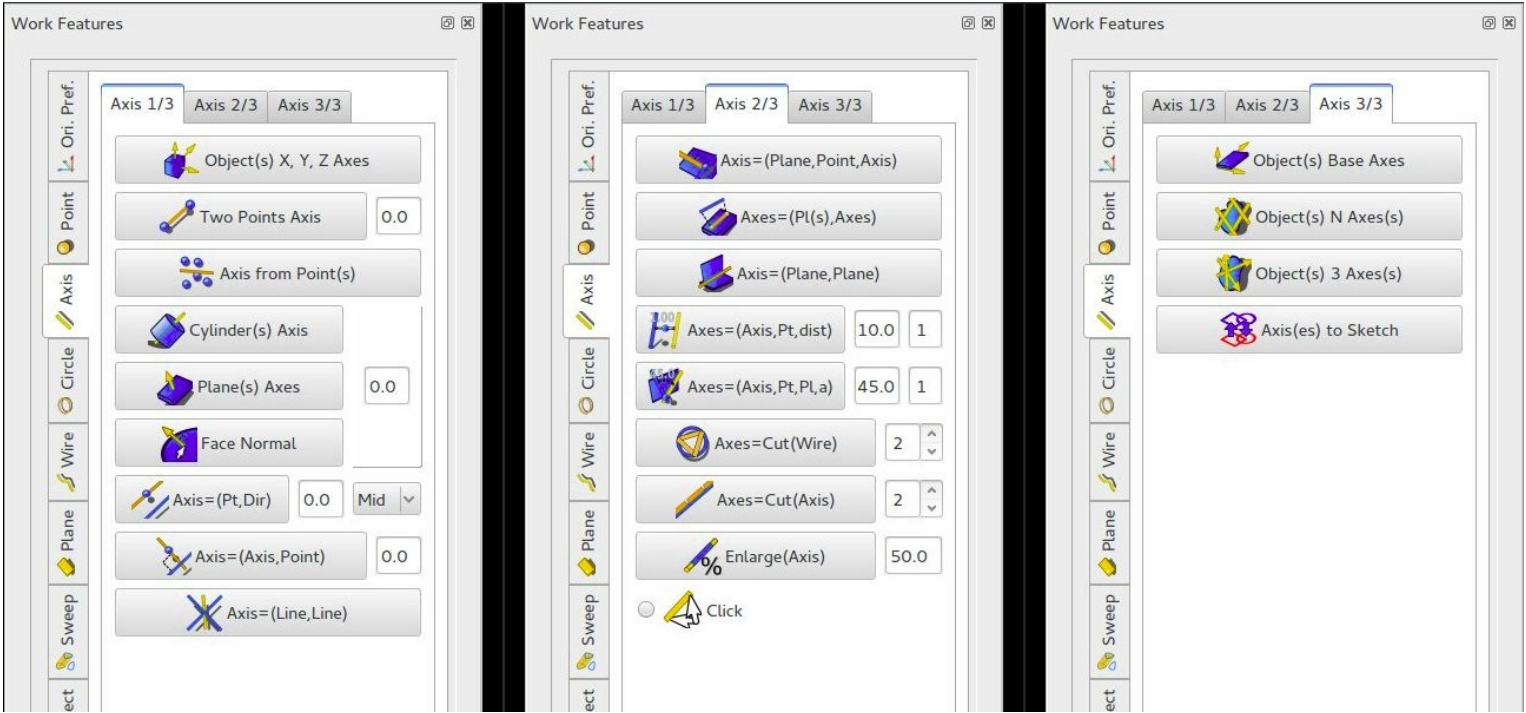 Work Features
Ori. Pref.
Point
Axis
Circle
Wire
Plane
Sweep
ect
Axis 1/3 Axis 2/3 Axis 3/3
Object(s) X, Y, Z Axes
Two Points Axis 0.0
Axis from Point(s)
Cylinder(s) Axis
Plane(s) Axes 0.0
Face Normal
Axis=(Pt,Dir) 0.0 Mid
Axis=(Axis,Point) 0.0
Axis=(Line,Line)
Work Features
Ori. Pref.
Point
Axis
Circle
Wire
Plane
Sweep
ect
Axis 1/3 Axis 2/3 Axis 3/3
Axis=(Plane,Point,Axis)
Axes=(Pl(s),Axes)
Axis=(Plane,Plane)
Axes=(Axis,Pt,dist) 10.0 1
Axes=(Axis,Pt,Pl,a) 45.0 1
Axes=Cut(Wire) 2
Axes=Cut(Axis) 2
% Enlarge(Axis) 50.0
Click
Work Features
Ori. Pref.
Point
Axis
Circle
Wire
Plane
Sweep
ect
Axis 1/3 Axis 2/3 Axis 3/3
Object(s) Base Axes
Object(s) N Axes(s)
Object(s) 3 Axes(s)
Axis(es) to Sketch